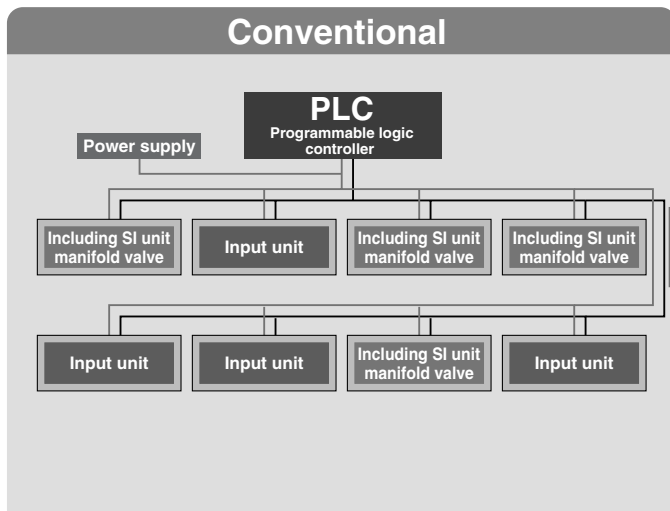 Conventional
PLC
Programmable logic
controller
Power supply
Including SI unit
manifold valve
Input unit
Including SI unit
manifold valve
Including SI unit
manifold valve
Input unit
Input unit
Including SI unit
manifold valve
Input unit